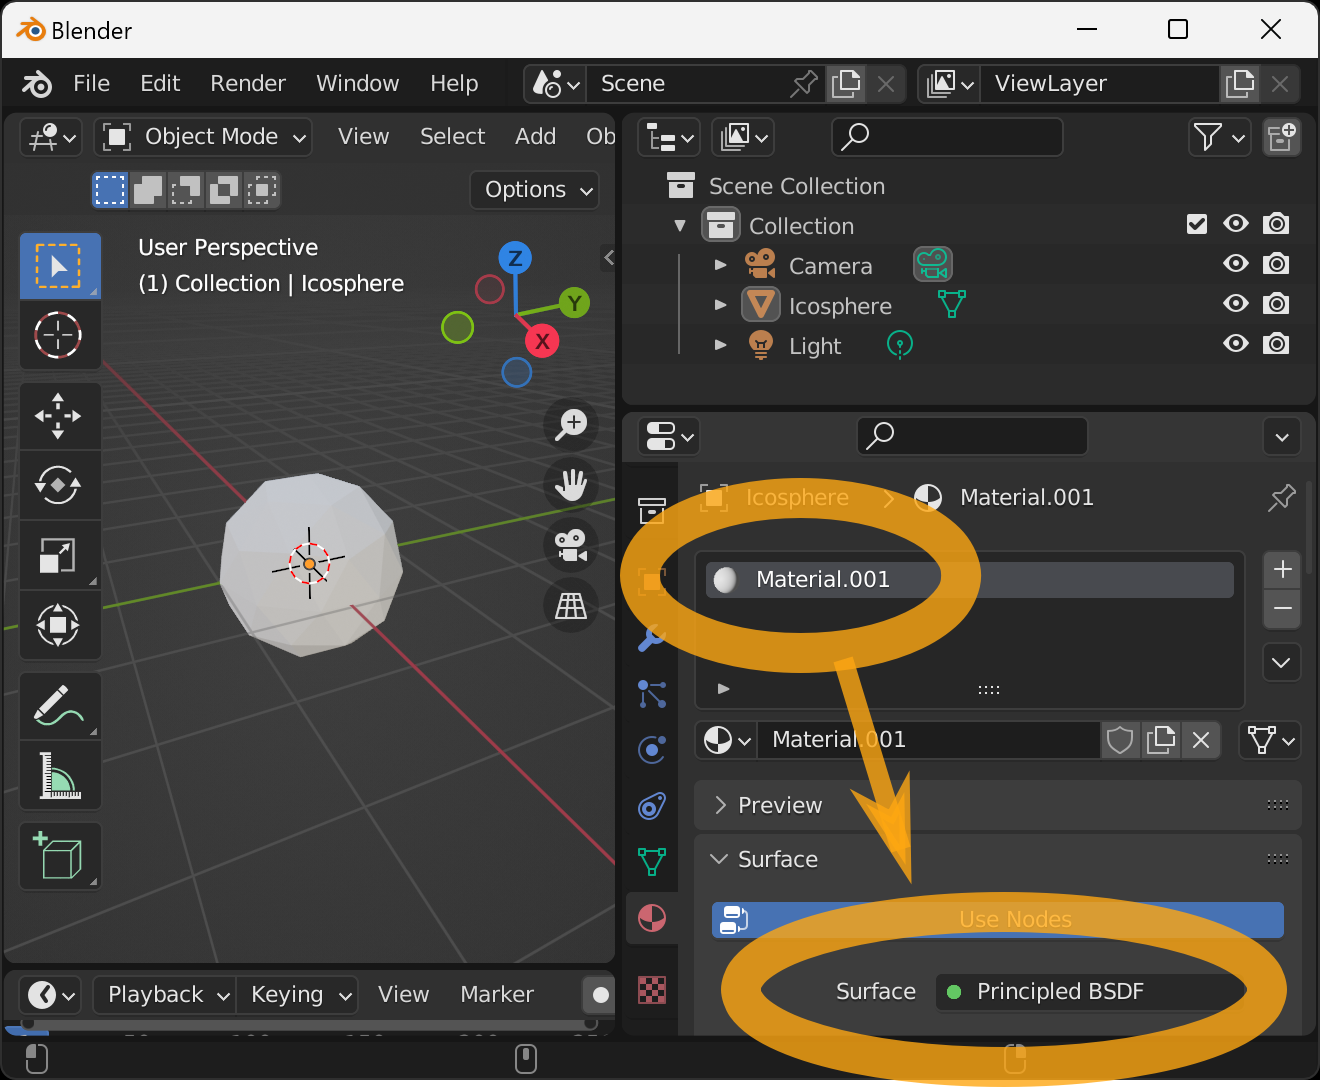 Blender
File Edit Render Window Help Scene ViewLayer
Object Mode View Select Add Ob
Options
User Perspective
(1) Collection | Icosphere
Z
Y
X
Scene Collection
Collection
Camera
Icosphere
Light
Icosphere Material.001
Material.001
Material.001
Preview
Surface
Use Nodes
Surface Principled BSDF
Playback Keying View Marker